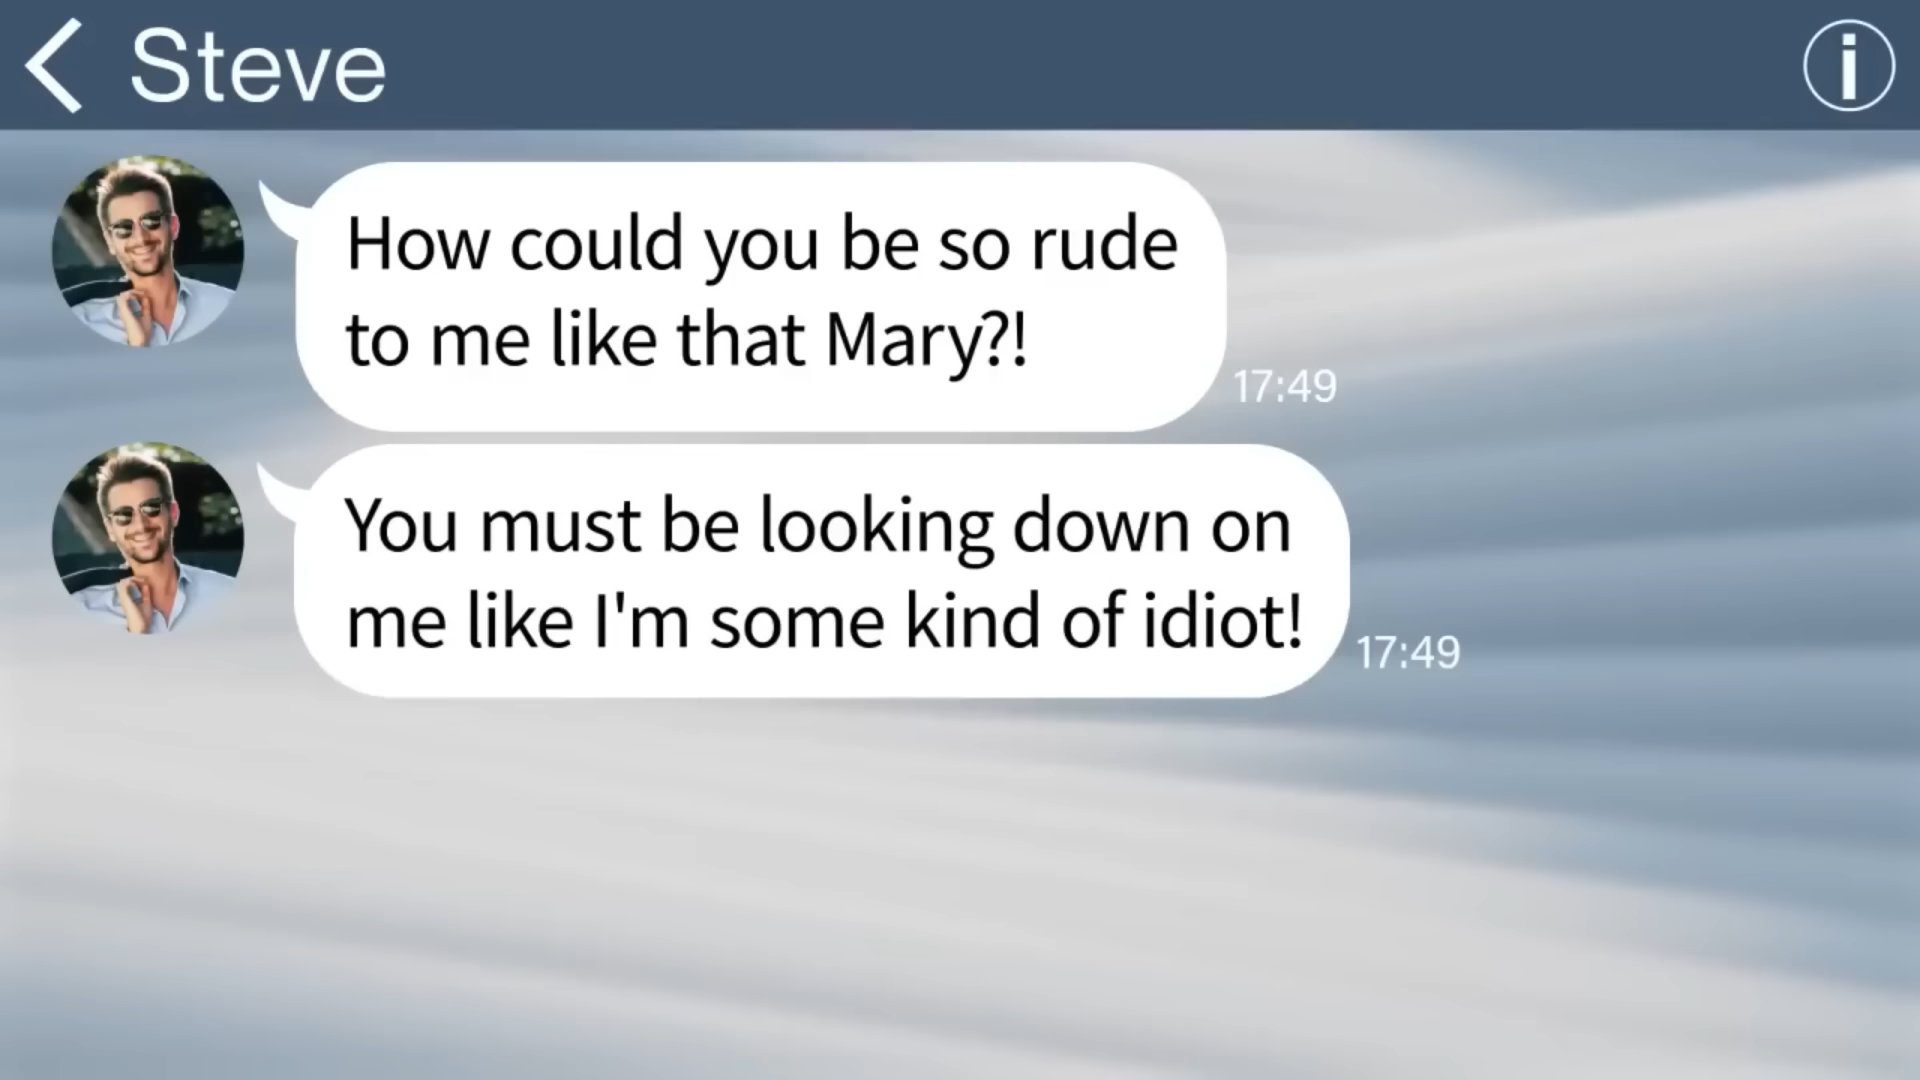 Steve
How could you be so rude
to me like that Mary?!
17:49
You must be looking down on
me like I'm some kind of idiot!
17:49